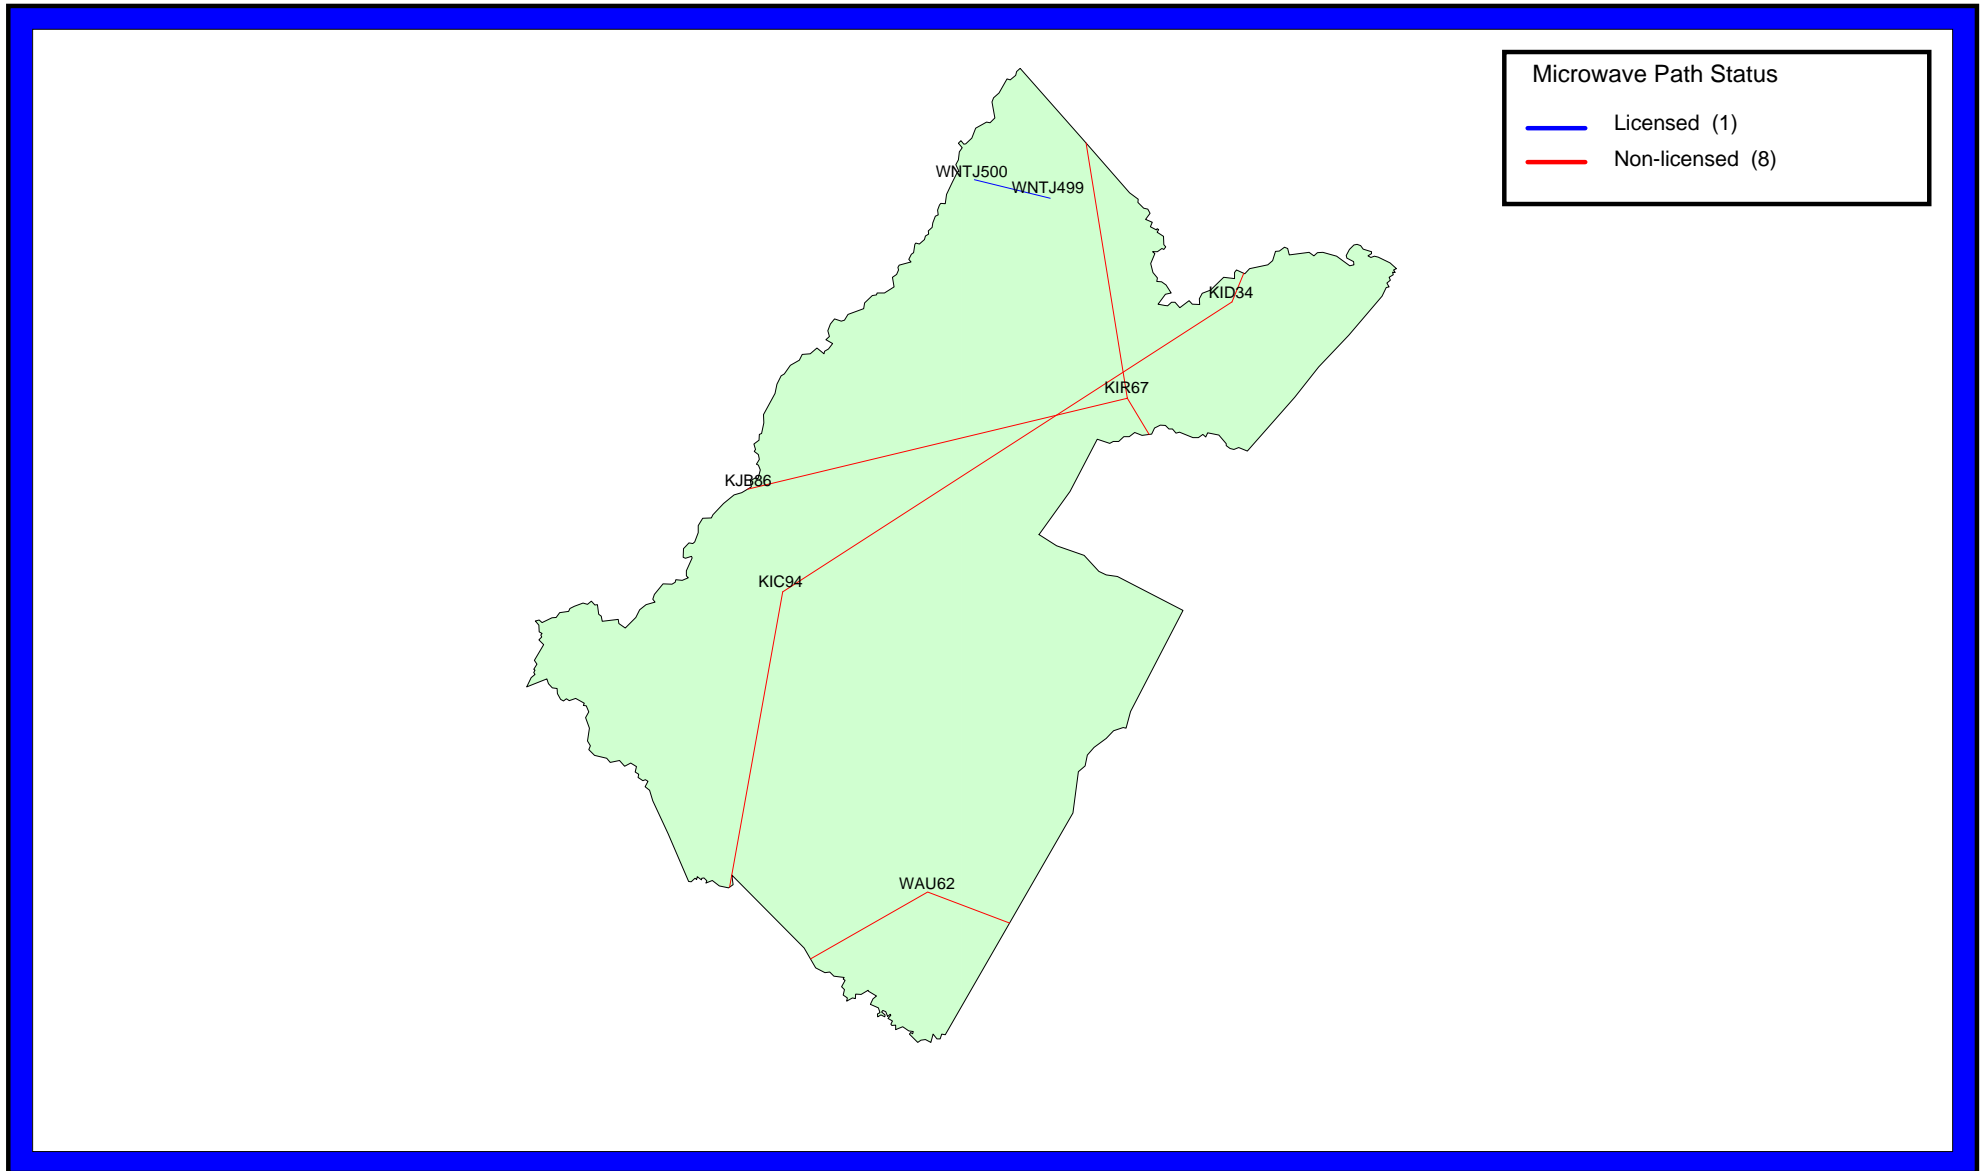 Microwave Path Status
Licensed (1)
Non-licensed (8)
WNTJ500
WNTJ499
KID34
KIR67
KJB86
KIC94
WAU62